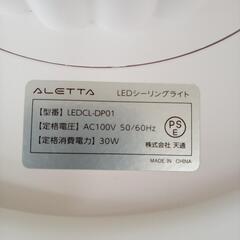 ALETTA LEDシーリングライト
【型番】LEDCL-DP01
【定格電圧】AC100V 50/60Hz
【定格消費電力】30W
PS
E
株式会社 天通
MADE IN CHINA